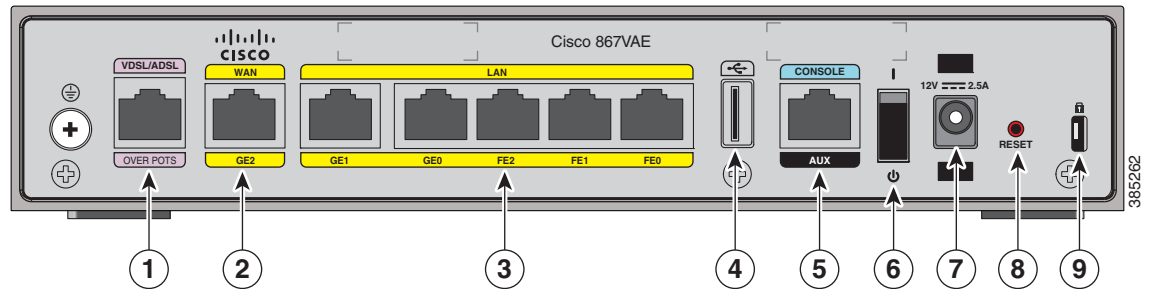 CISCO
Cisco 867VAE
VDSL/ADSL
WAN
LAN
CONSOLE
12V 2.5A
RESET
OVER POTS
GE2
GE1
GE0
FE2
FE1
FE0
AUX
385262
1
2
3
4
5
6
7
8
9